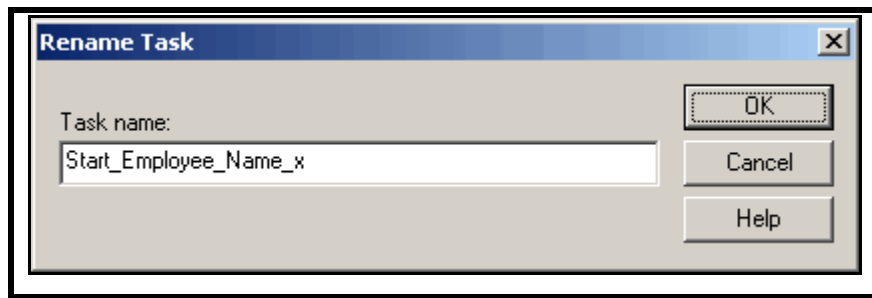 Rename Task
Task name:
Start_Employee_Name_x
OK
Cancel
Help